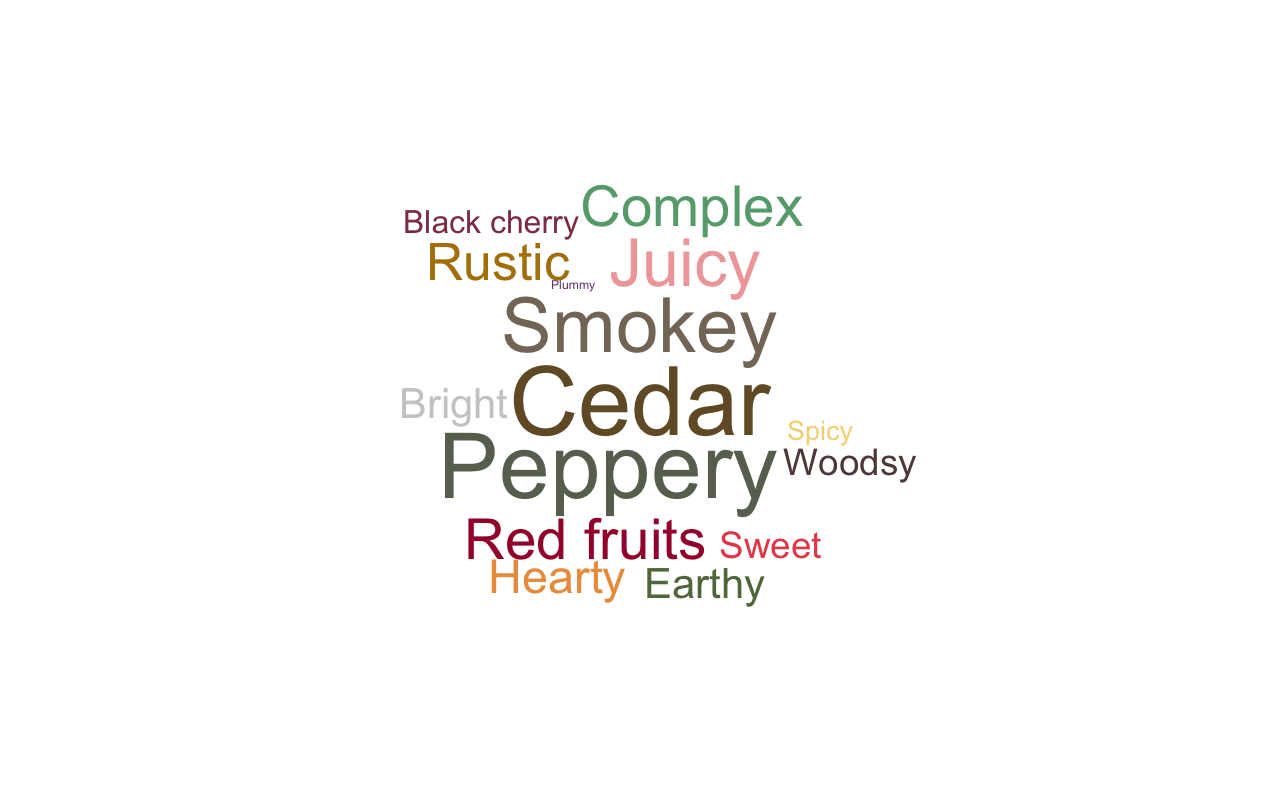 Complex
Black cherry
Rustic
Juicy
Plummy
Smokey
Cedar
Bright
Spicy
Peppery
Woodsy
Red fruits
Sweet
Hearty
Earthy